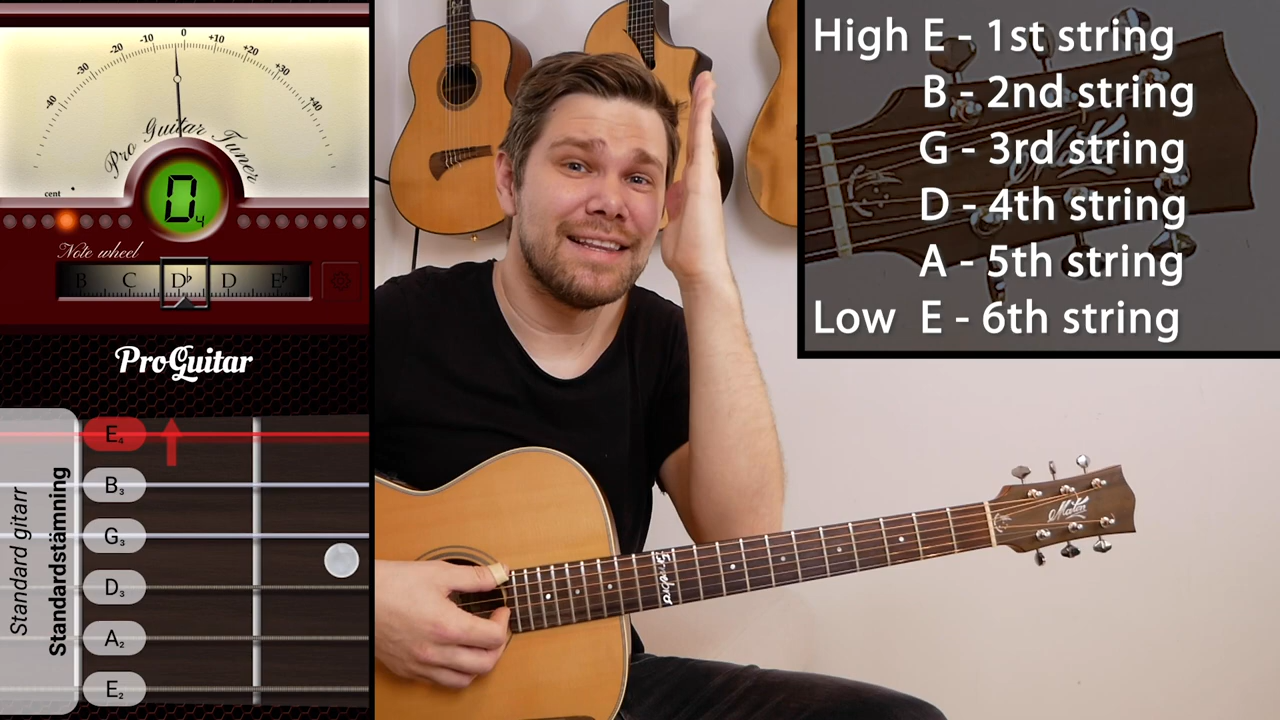 -40
-30
-20
-10
0
+10
+20
+30
+40
Pro Guitar Tuner
cent
D4
Note wheel
B C D♭ D E♭
ProGuitar
Standard gitarr
Standardstämning
E4
B3
G3
D3
A2
E2
High E - 1st string
B - 2nd string
G - 3rd string
D - 4th string
A - 5th string
Low E - 6th string
Maton